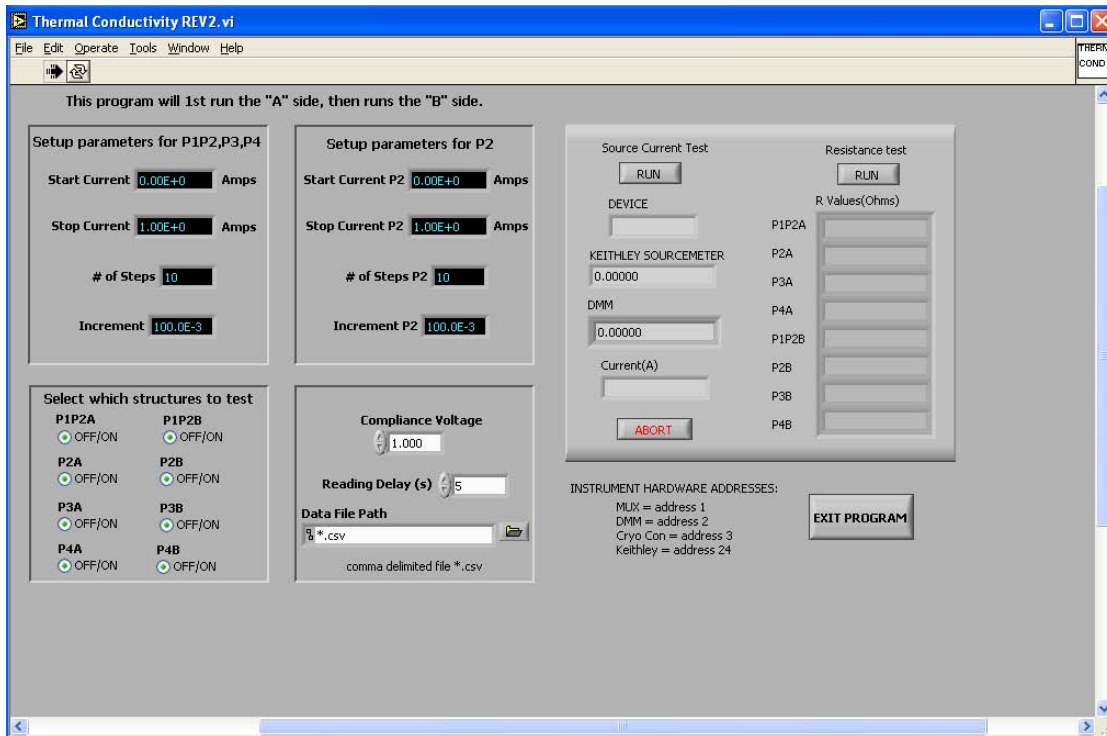 Thermal Conductivity REV2.vi
File Edit Operate Tools Window Help
THERM
COND
This program will 1st run the "A" side, then runs the "B" side.
Setup parameters for P1P2,P3,P4
Start Current 0.00E+0 Amps
Stop Current 1.00E+0 Amps
# of Steps 10
Increment 100.0E-3
Setup parameters for P2
Start Current P2 0.00E+0 Amps
Stop Current P2 1.00E+0 Amps
# of Steps P2 10
Increment P2 100.0E-3
Source Current Test
RUN
DEVICE
KEITHLEY SOURCEMETER
0.00000
DMM
0.00000
Current(A)
ABORT
Resistance test
RUN
R Values(Ohms)
P1P2A
P2A
P3A
P4A
P1P2B
P2B
P3B
P4B
Select which structures to test
P1P2A P1P2B
OFF/ON OFF/ON
P2A P2B
OFF/ON OFF/ON
P3A P3B
OFF/ON OFF/ON
P4A P4B
OFF/ON OFF/ON
Compliance Voltage
1.000
Reading Delay (s) 5
Data File Path
*.csv
comma delimited file *.csv
INSTRUMENT HARDWARE ADDRESSES:
MUX = address 1
DMM = address 2
Cryo Con = address 3
Keithley = address 24
EXIT PROGRAM